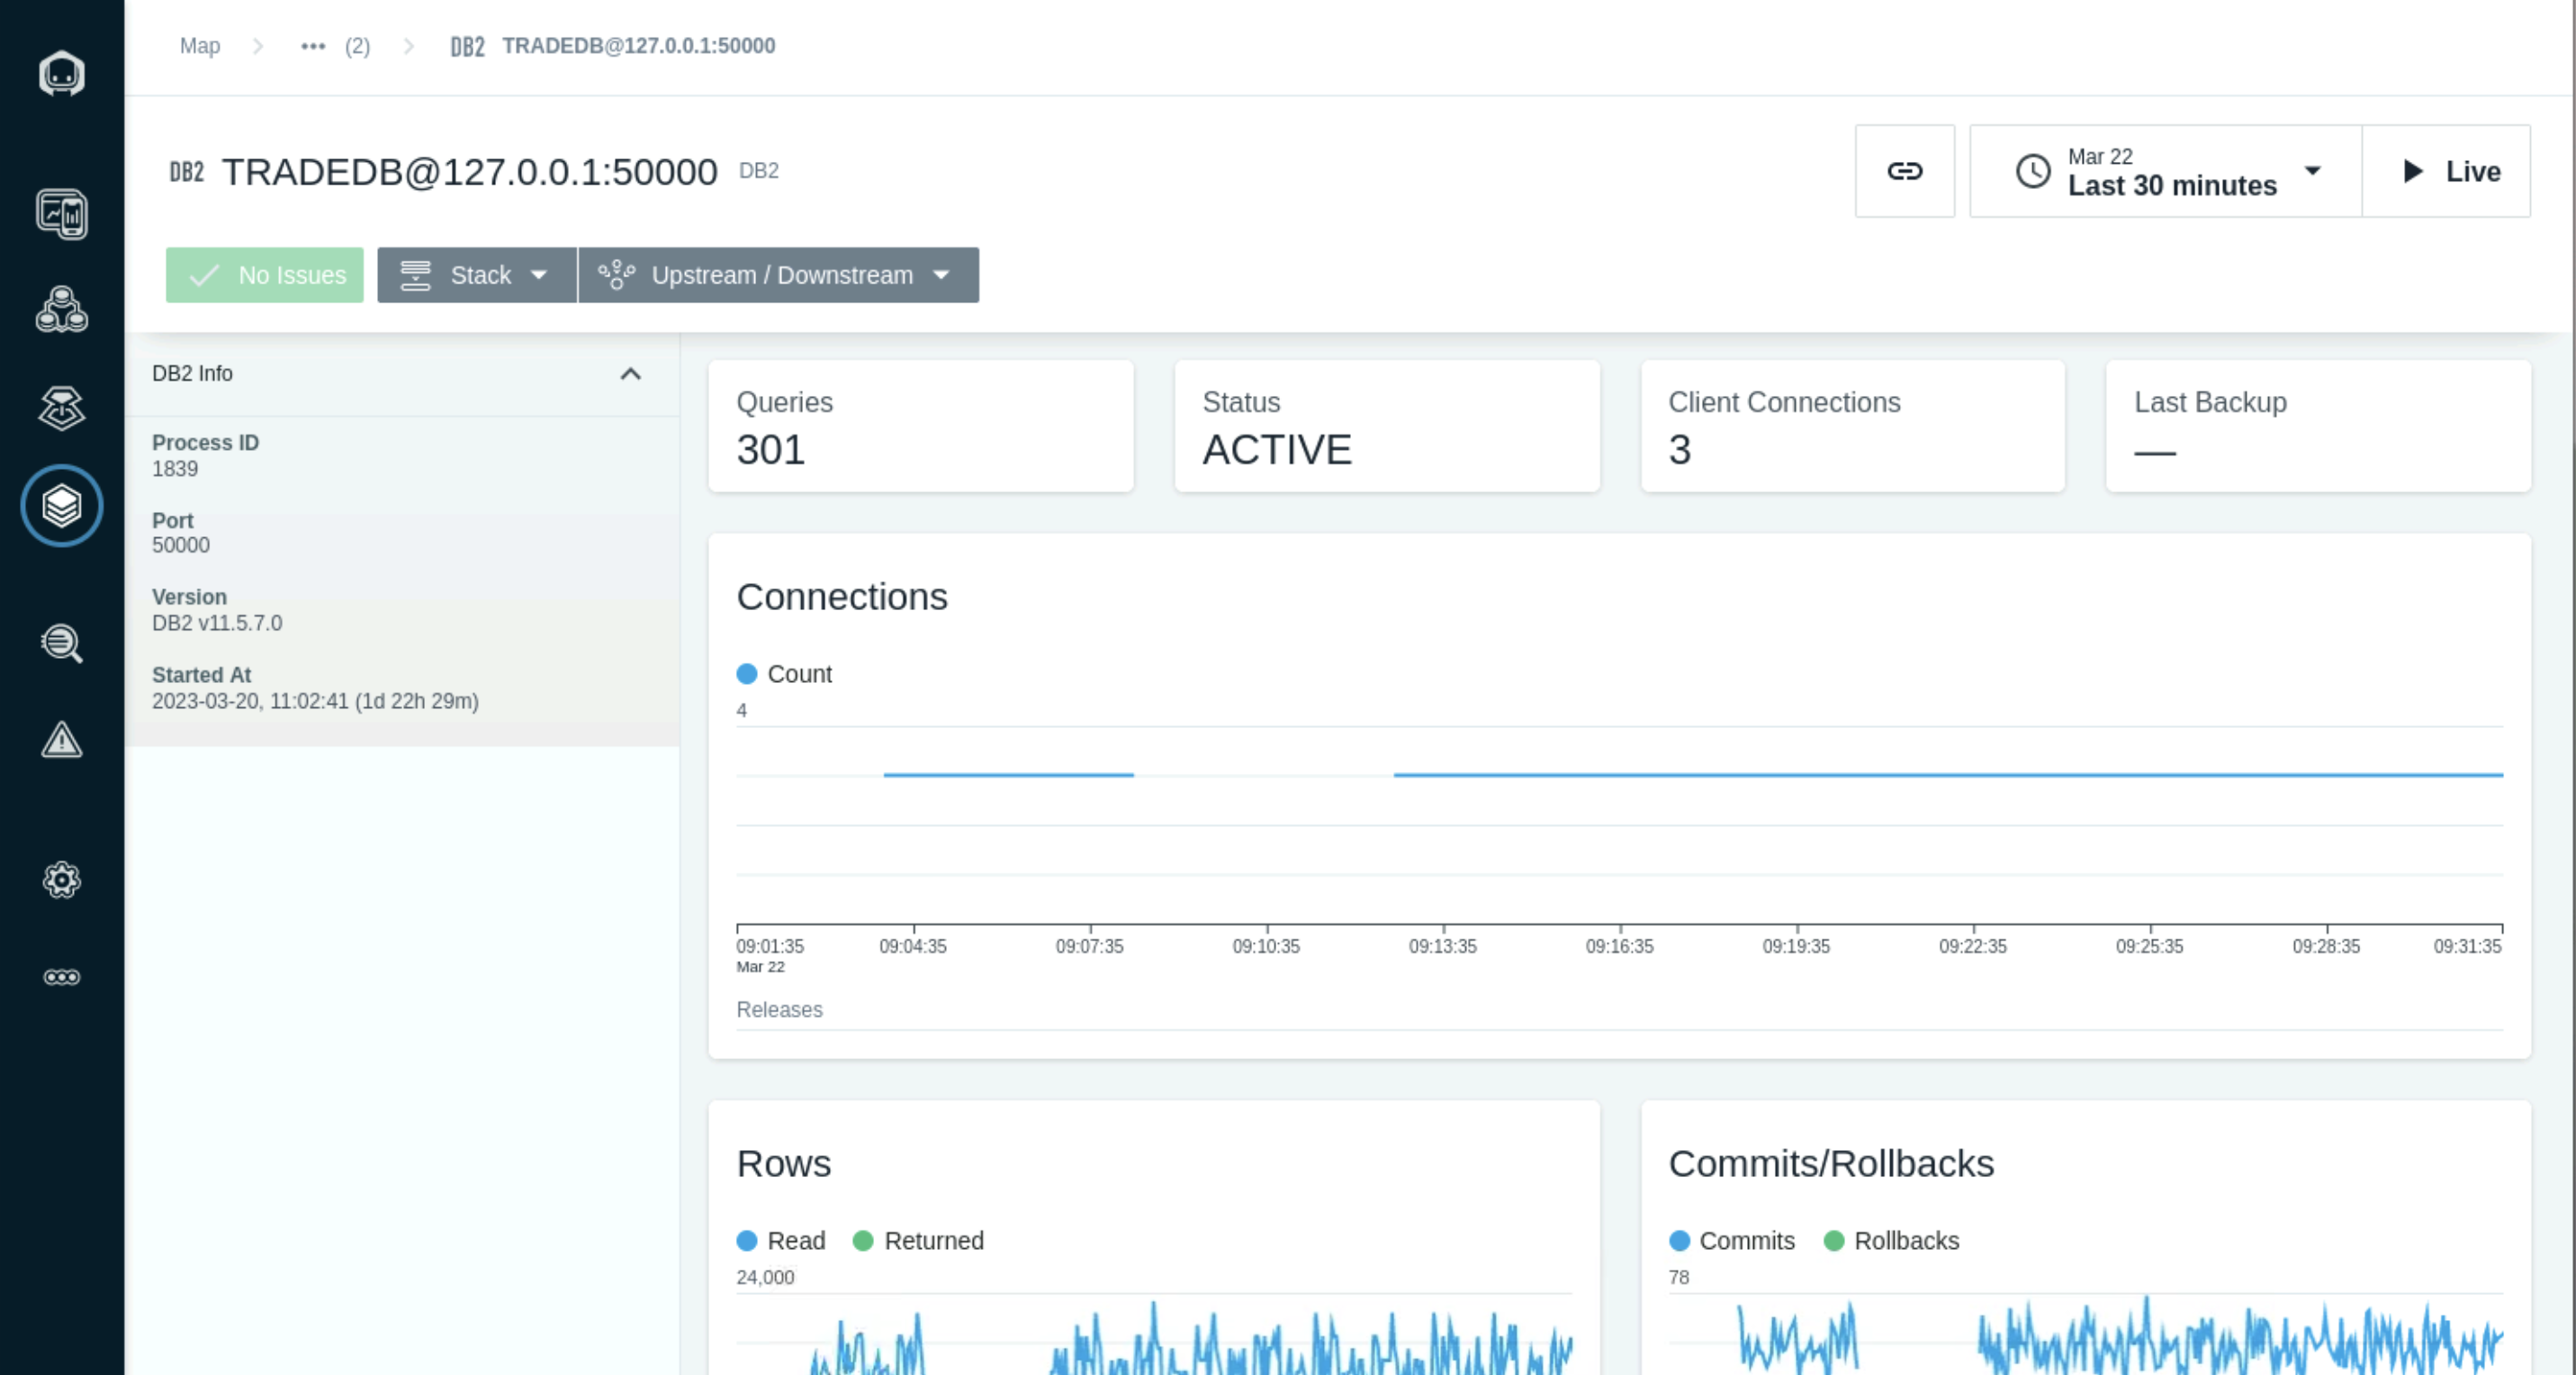 Map ••• (2) DB2 TRADEDB@127.0.0.1:50000
DB2 TRADEDB@127.0.0.1:50000 DB2
Mar 22
Last 30 minutes
Live
No Issues
Stack
Upstream / Downstream
DB2 Info
Process ID
1839
Port
50000
Version
DB2 v11.5.7.0
Started At
2023-03-20, 11:02:41 (1d 22h 29m)
Queries
301
Status
ACTIVE
Client Connections
3
Last Backup
—
Connections
Count
4
09:01:35 09:04:35 09:07:35 09:10:35 09:13:35 09:16:35 09:19:35 09:22:35 09:25:35 09:28:35 09:31:35
Mar 22
Releases
Rows
Read Returned
24,000
Commits/Rollbacks
Commits Rollbacks
78